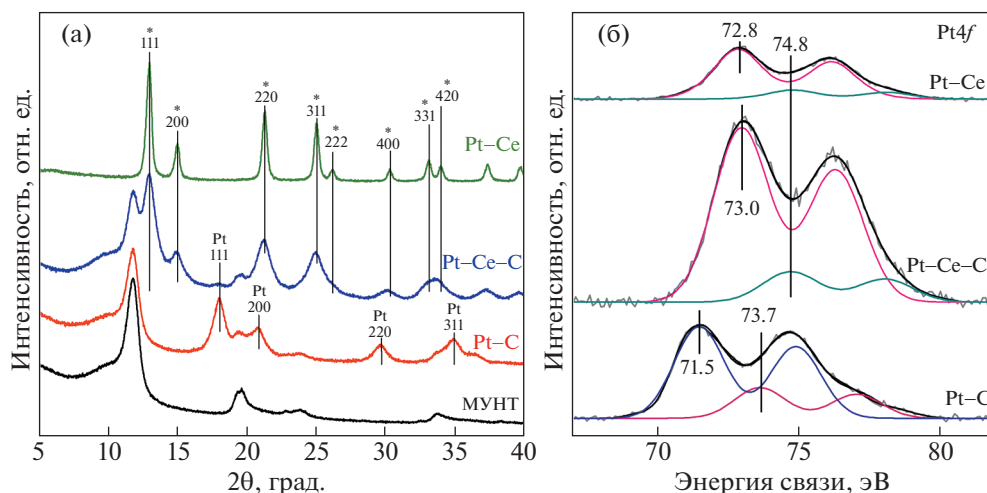 (а)
*
111
*
200
*
220
*
311
*
222
*
400
*
331
*
420
Pt–Ce
Pt–Ce–C
Pt
111
Pt
200
Pt
220
Pt
311
Pt–C
МУНТ
Интенсивность, отн. ед.
5 10 15 20 25 30 35 40
2θ, град.
(б)
Pt4f
72.8
74.8
Pt–Ce
73.0
Pt–Ce–C
73.7
71.5
Pt–C
Интенсивность, отн. ед.
70 75 80
Энергия связи, эВ